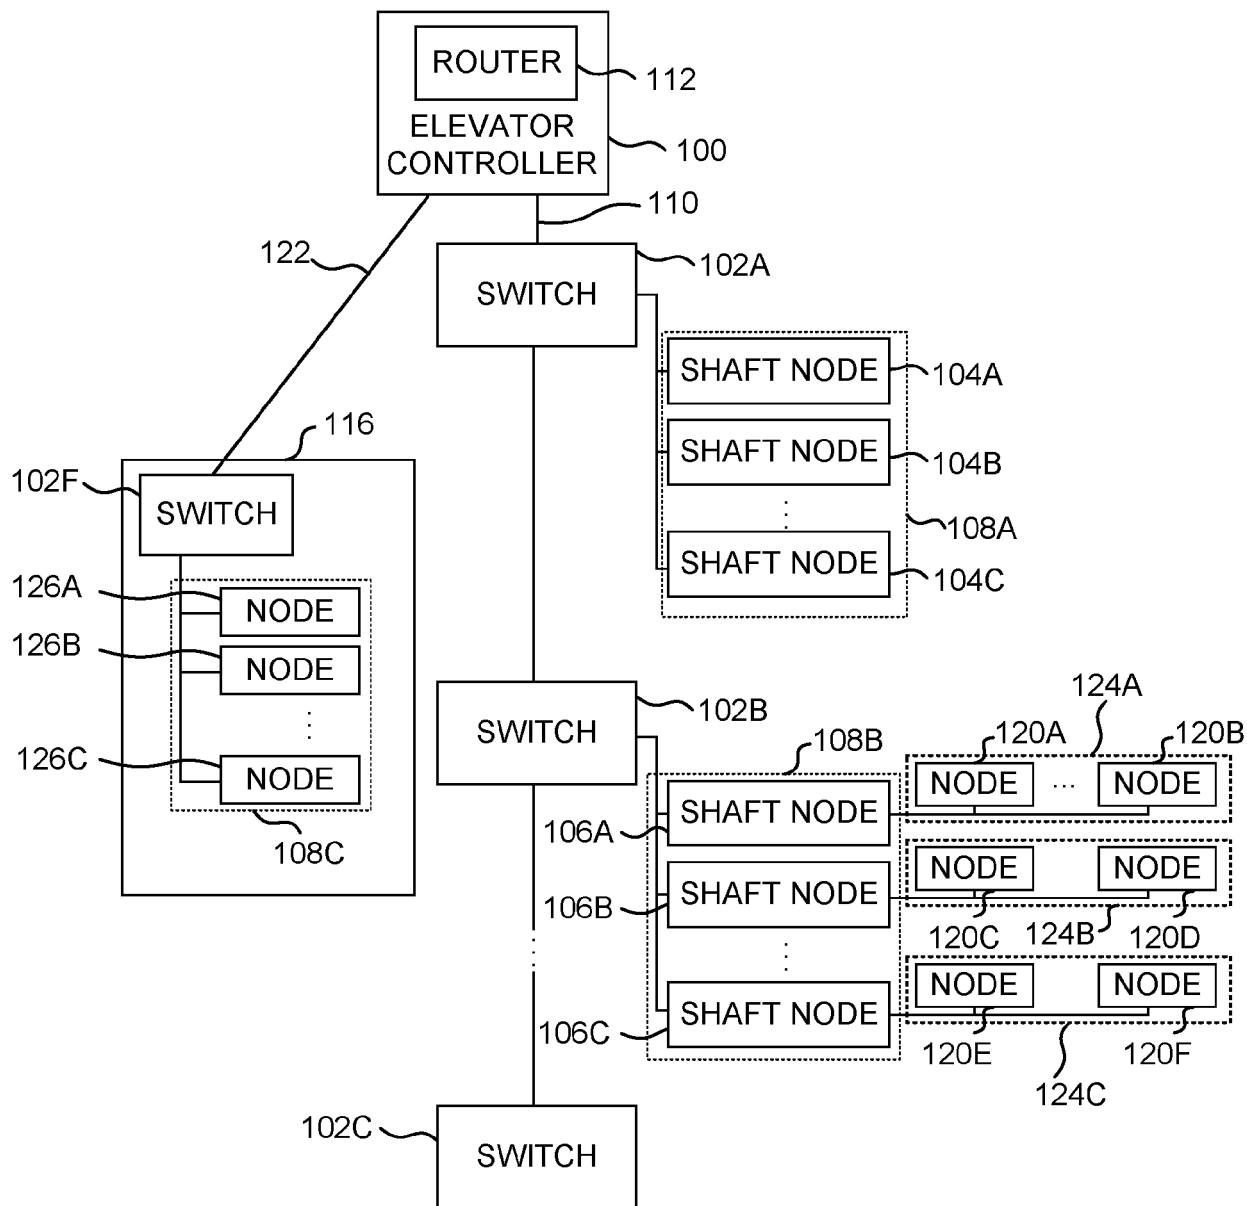 ROUTER
112
ELEVATOR
CONTROLLER
100
110
122
102A
SWITCH
SHAFT NODE
104A
116
SHAFT NODE
104B
102F
SWITCH
⋮
108A
SHAFT NODE
104C
126A
NODE
126B
NODE
⋮
126C
NODE
108C
SWITCH
102B
124A
108B
120A
120B
NODE
...
NODE
SHAFT NODE
106A
NODE
NODE
SHAFT NODE
106B
120C
124B
120D
⋮
NODE
NODE
SHAFT NODE
106C
120E
120F
124C
102C
SWITCH